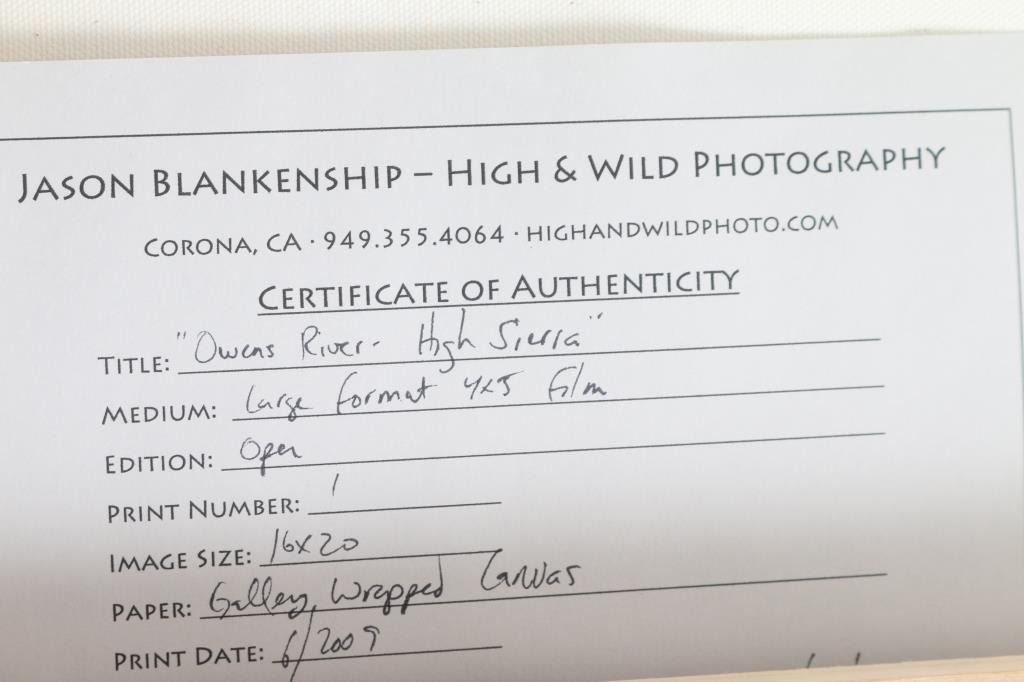 JASON BLANKENSHIP – HIGH & WILD PHOTOGRAPHY
CORONA, CA · 949.355.4064 · HIGHANDWILDPHOTO.COM
CERTIFICATE OF AUTHENTICITY
TITLE: "Owens River - High Sierra"
MEDIUM: Large format 4x5 film
EDITION: Open
PRINT NUMBER: 1
IMAGE SIZE: 16x20
PAPER: Gallery Wrapped Canvas
PRINT DATE: 6/2009